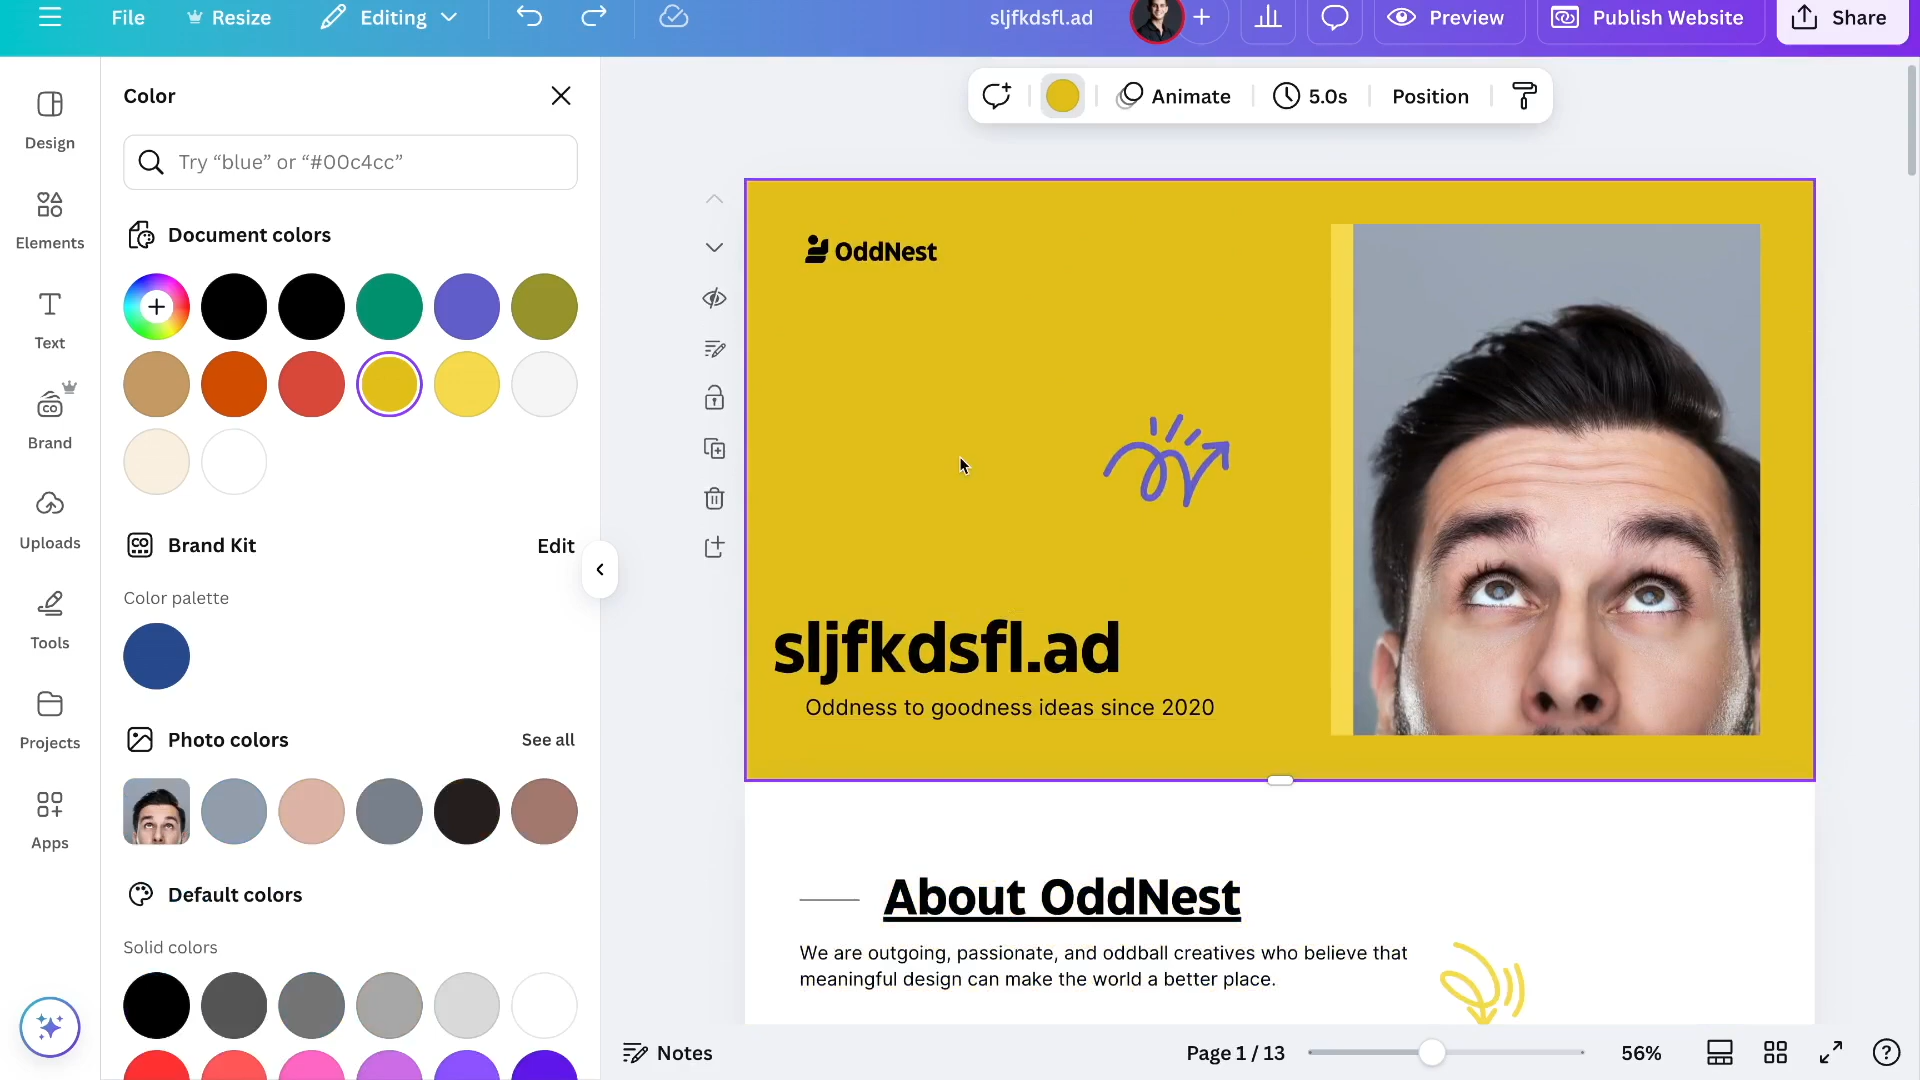 File
Resize
Editing
sljfkdsfl.ad
Preview
Publish Website
Share
Design
Elements
Text
Brand
Uploads
Tools
Projects
Apps
Color
Try “blue” or “#00c4cc”
Document colors
Brand Kit
Edit
Color palette
Photo colors
See all
Default colors
Solid colors
Animate
5.0s
Position
OddNest
sljfkdsfl.ad
Oddness to goodness ideas since 2020
About OddNest
We are outgoing, passionate, and oddball creatives who believe that
meaningful design can make the world a better place.
Notes
Page 1 / 13
56%